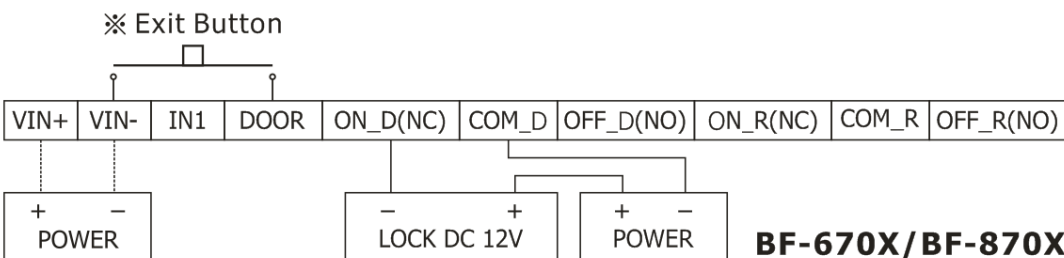 ※ Exit Button
VIN+ VIN- IN1 DOOR ON_D(NC) COM_D OFF_D(NO) ON_R(NC) COM_R OFF_R(NO)
+ − − + + −
POWER LOCK DC 12V POWER BF-670X/BF-870X